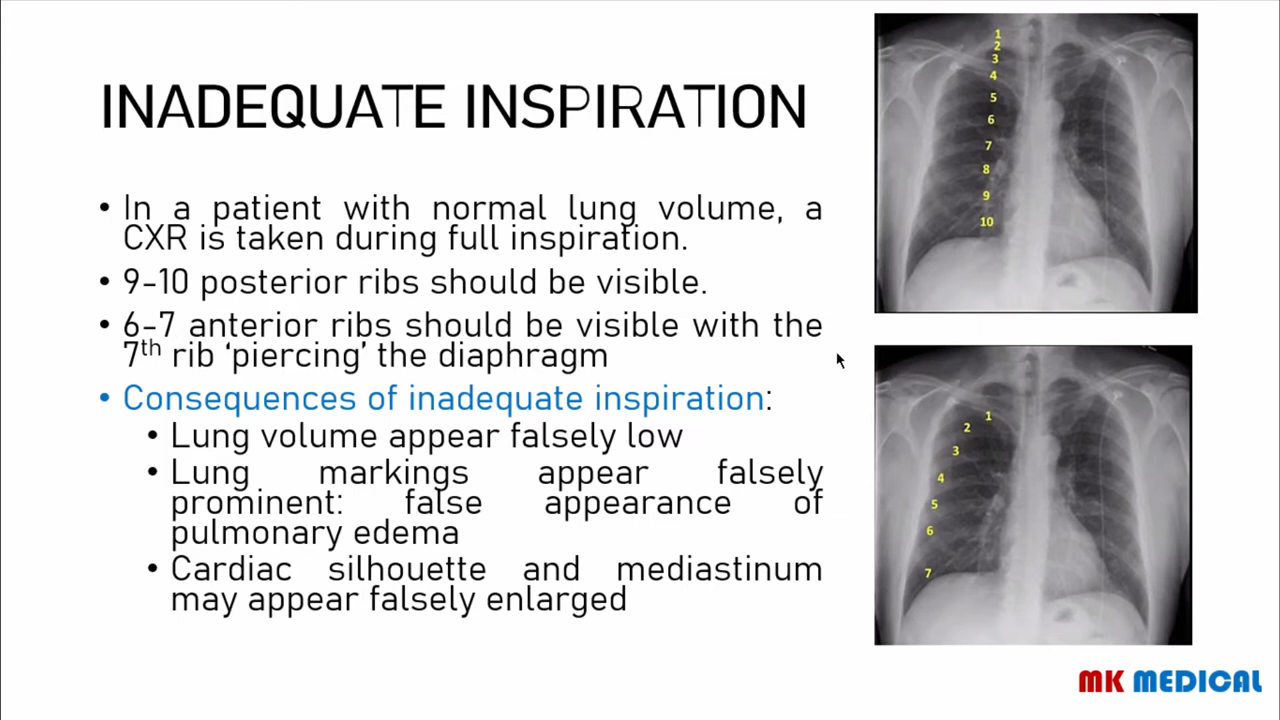 INADEQUATE INSPIRATION
• In a patient with normal lung volume, a
CXR is taken during full inspiration.
• 9-10 posterior ribs should be visible.
• 6-7 anterior ribs should be visible with the
7th rib ‘piercing’ the diaphragm
• Consequences of inadequate inspiration:
• Lung volume appear falsely low
• Lung markings appear falsely
prominent: false appearance of
pulmonary edema
• Cardiac silhouette and mediastinum
may appear falsely enlarged
1
2
3
4
5
6
7
8
9
10
1
2
3
4
5
6
7
MK MEDICAL